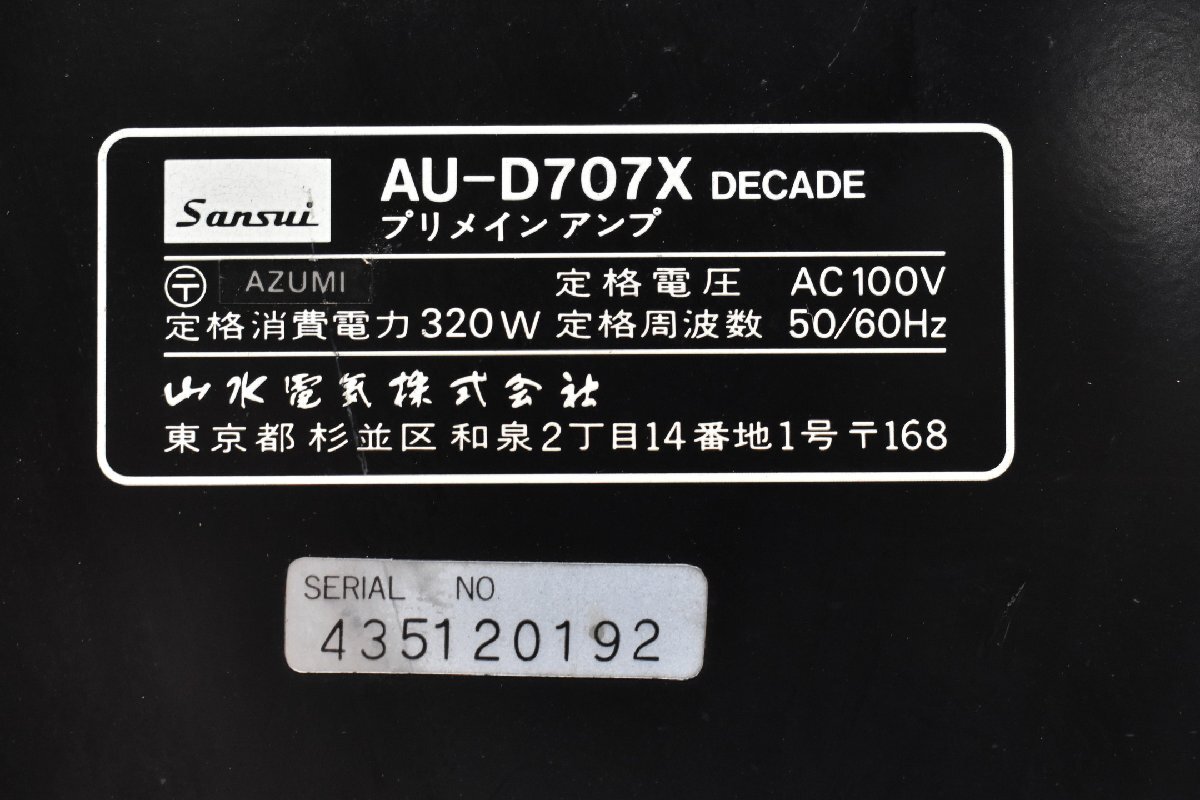 Sansui
AU-D707X DECADE
プリメインアンプ
〒 AZUMI 定格電圧 AC100V
定格消費電力 320W 定格周波数 50/60Hz
山水電気株式会社
東京都杉並区和泉2丁目14番地1号 〒168
SERIAL NO
435120192